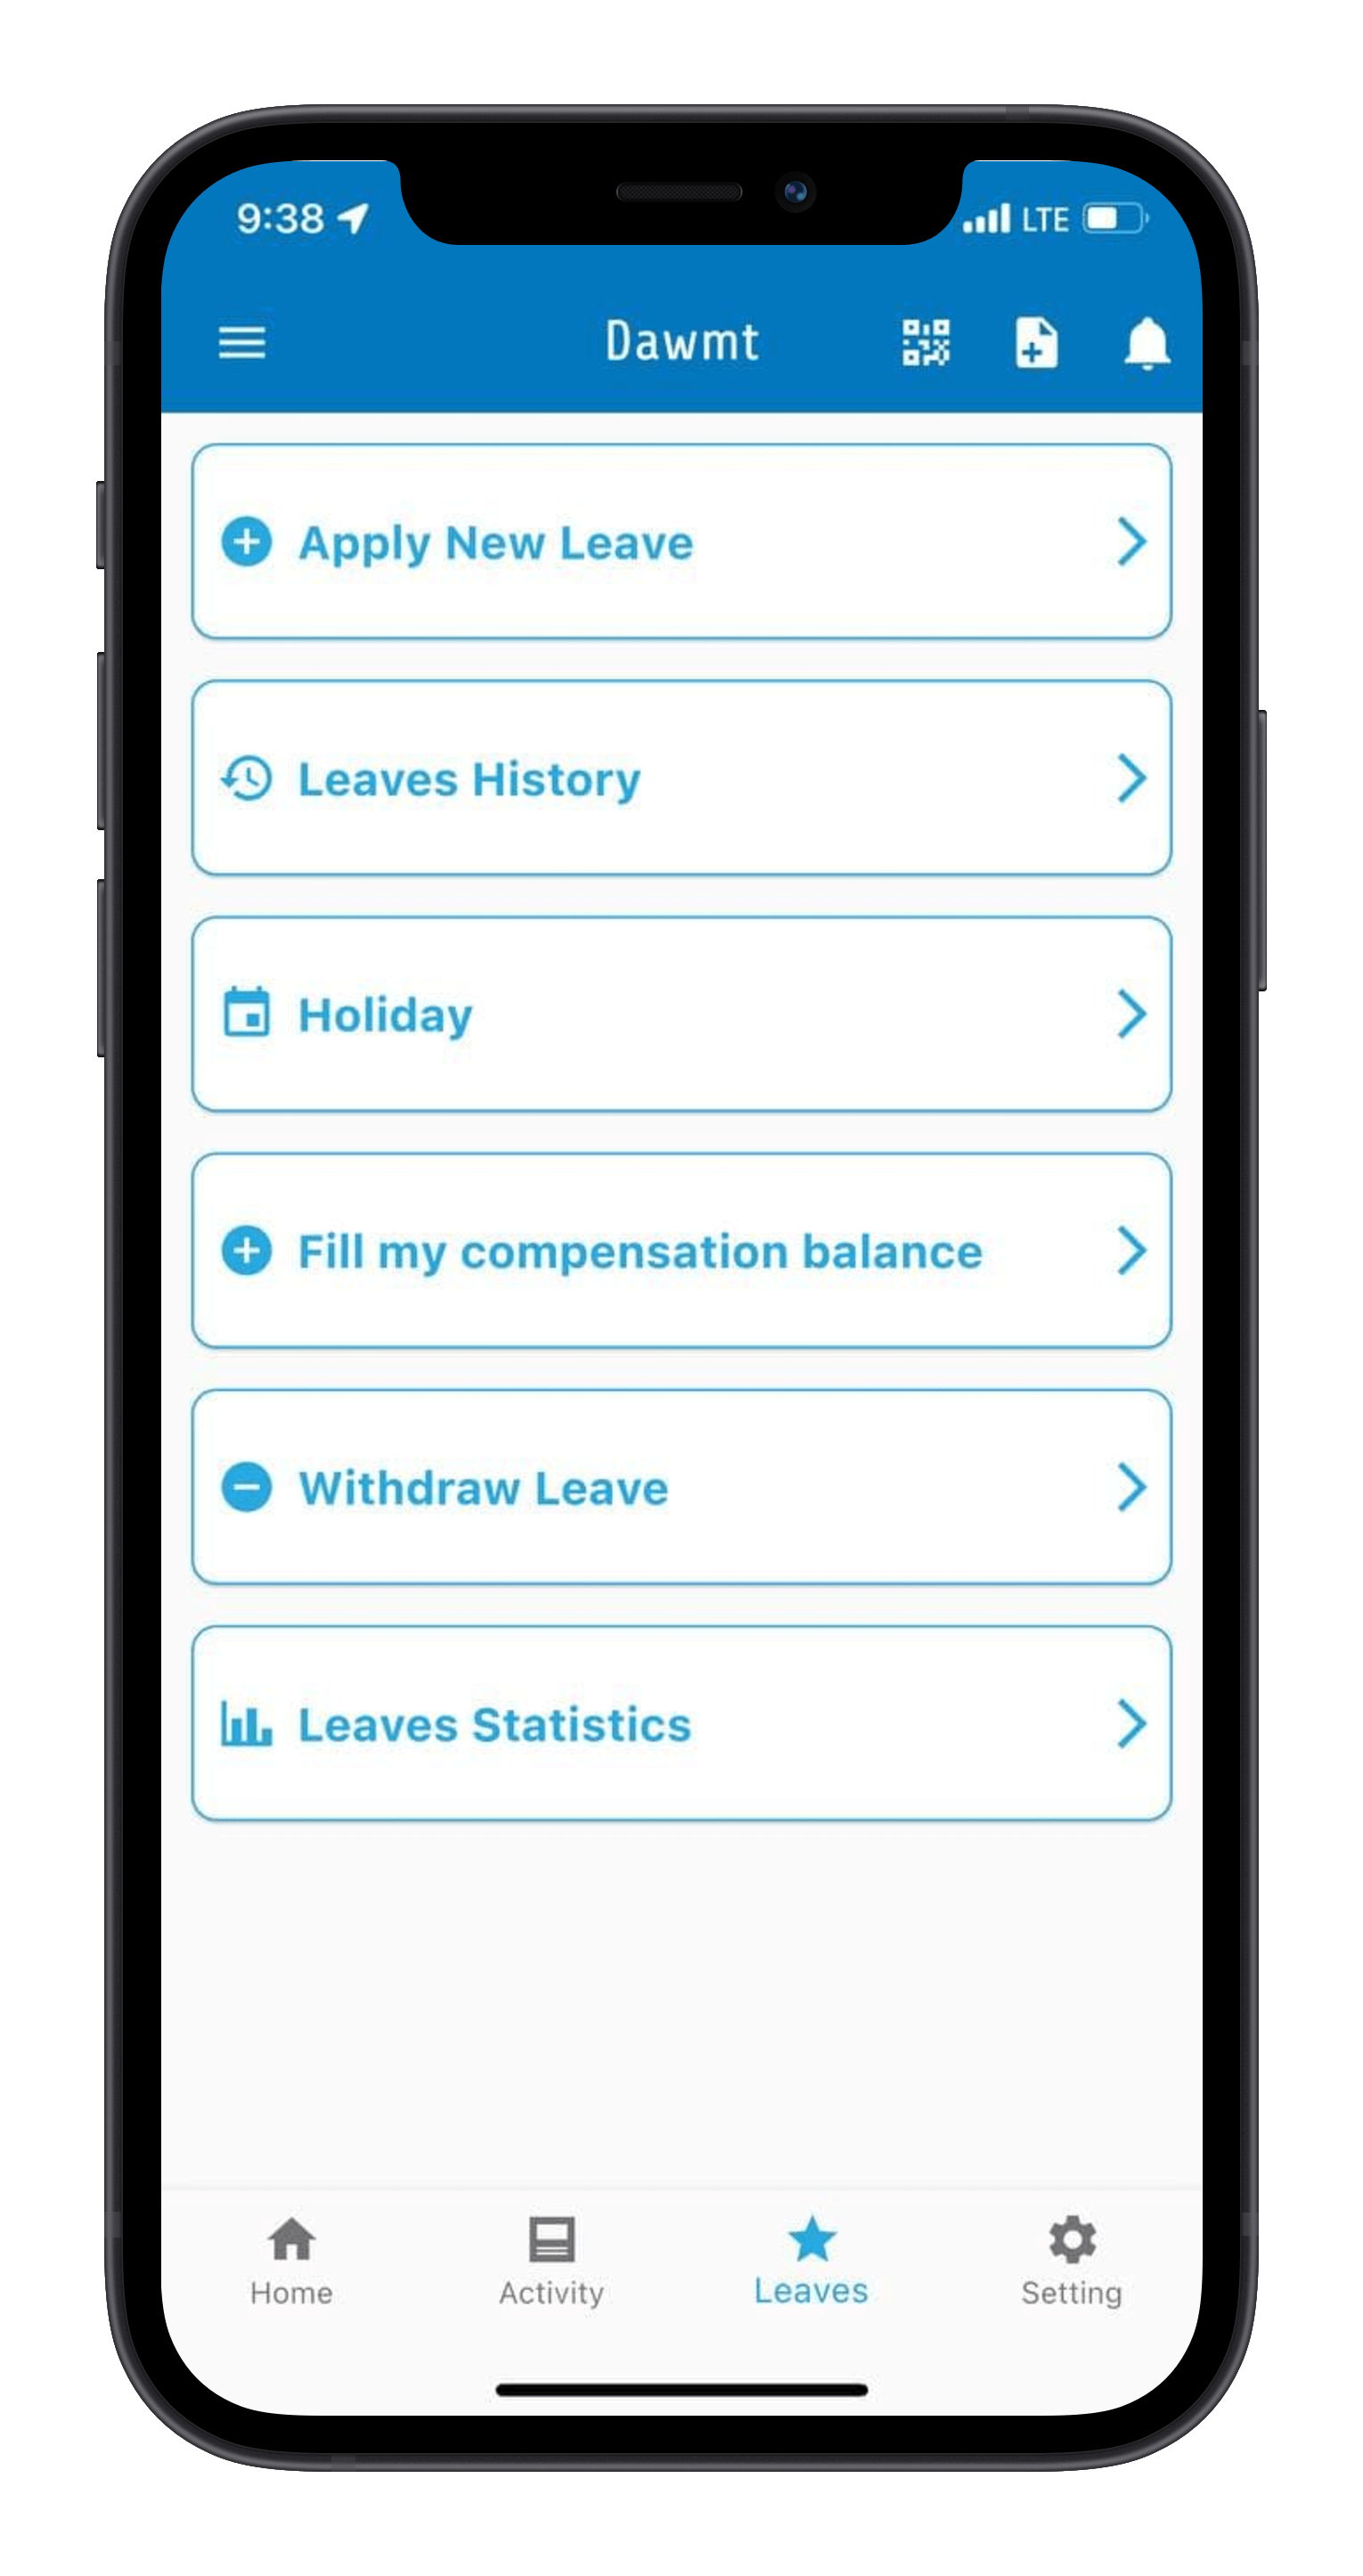 9:38 LTE
Dawmt
Apply New Leave
Leaves History
Holiday
Fill my compensation balance
Withdraw Leave
Leaves Statistics
Home Activity Leaves Setting